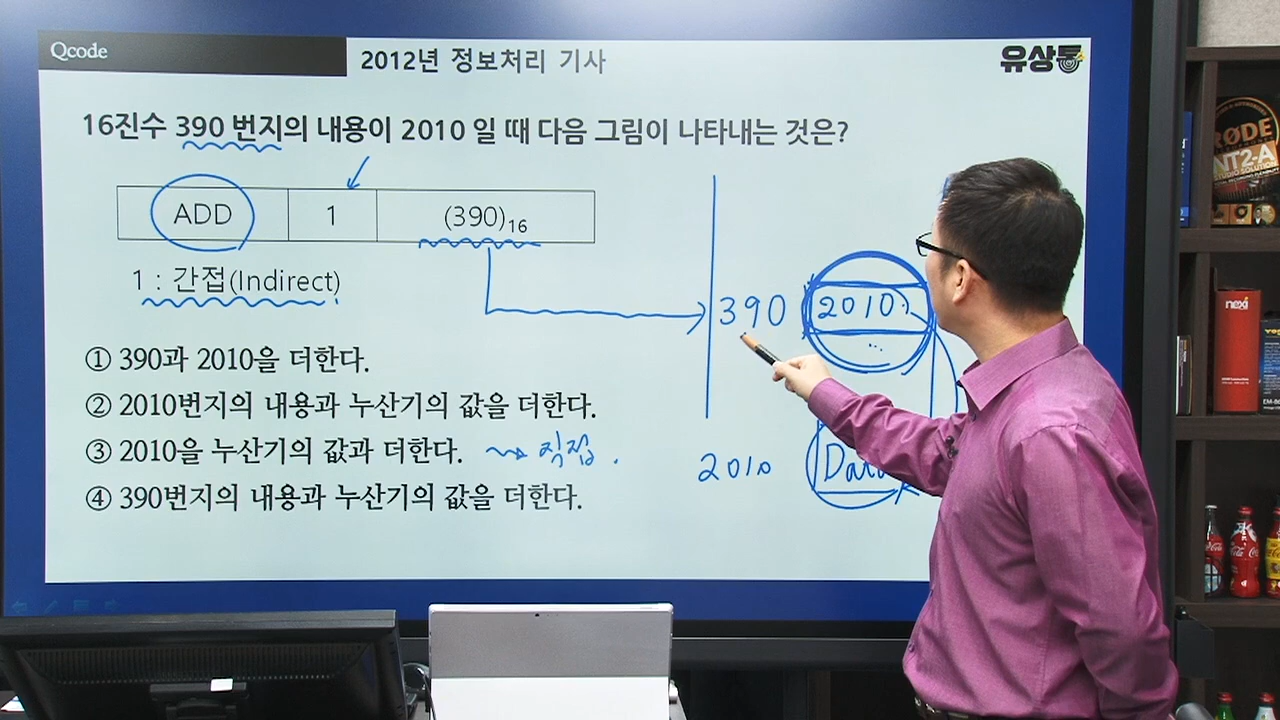 Qcode
2012년 정보처리 기사
유상통
16진수 390 번지의 내용이 2010 일 때 다음 그림이 나타내는 것은?
ADD 1 (390)16
1 : 간접(Indirect)
390 2010
① 390과 2010을 더한다.
② 2010번지의 내용과 누산기의 값을 더한다.
③ 2010을 누산기의 값과 더한다. 직접.
2010 Data
④ 390번지의 내용과 누산기의 값을 더한다.
RØDE
NT2-A
nexi
Coca-Cola